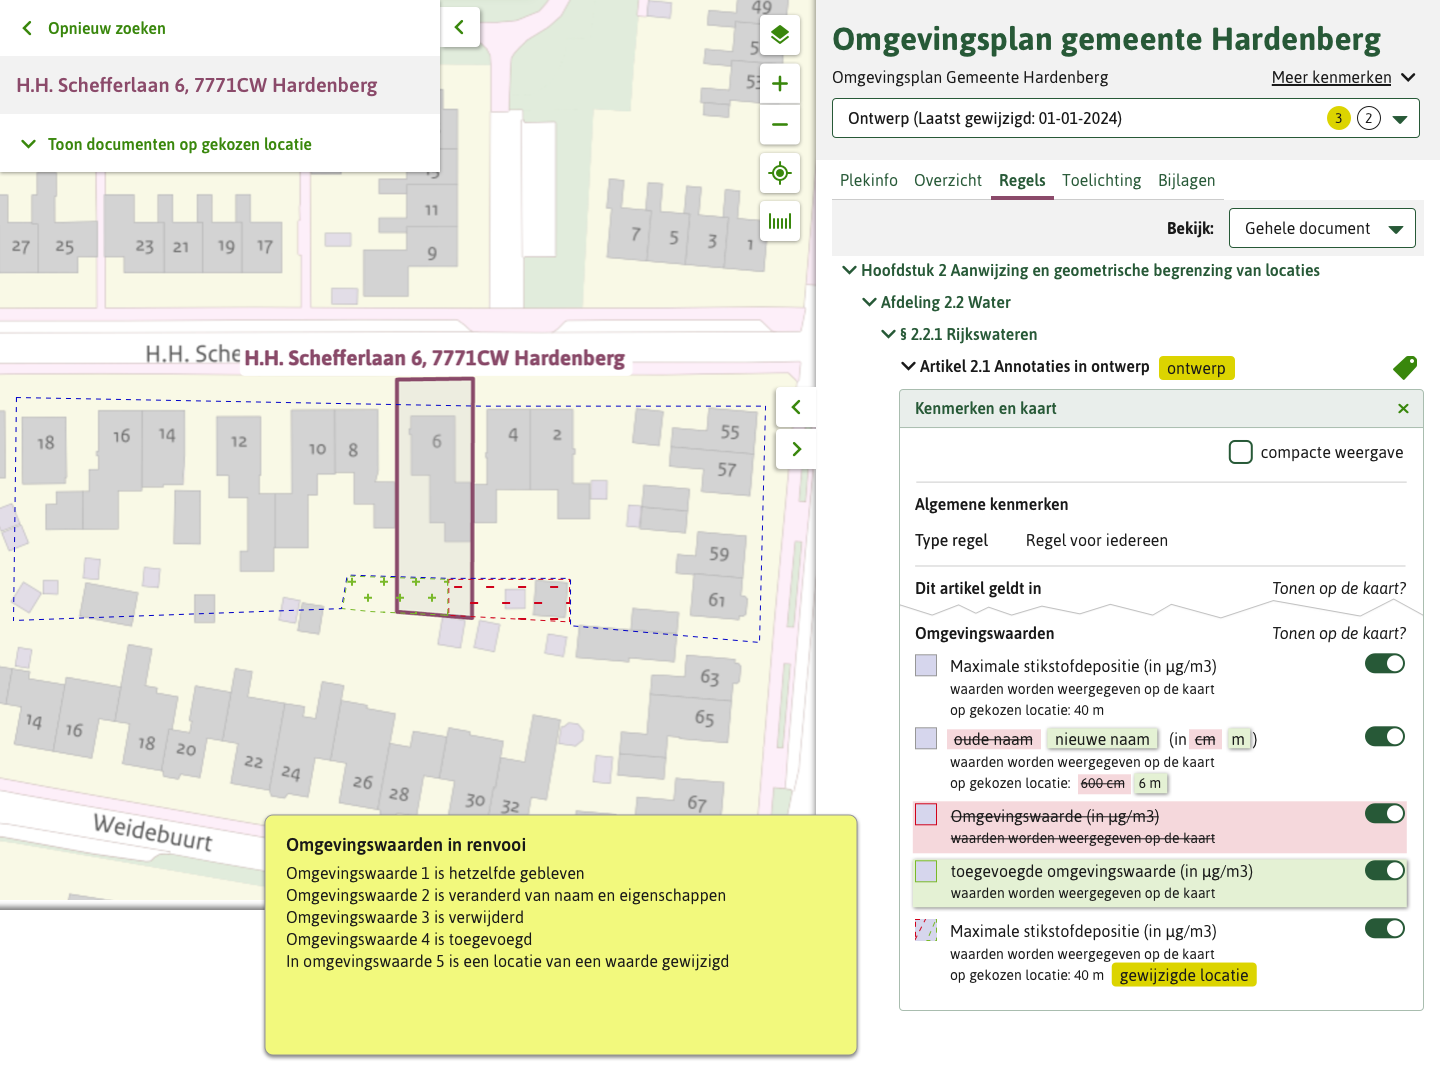 Opnieuw zoeken
H.H. Schefferlaan 6, 7771CW Hardenberg
Toon documenten op gekozen locatie
49
53
11
9
27
25
23
21
19
17
7
5
3
1
H.H. Sche
H.H. Schefferlaan 6, 7771CW Hardenberg
18
16
14
12
10
8
6
4
2
55
57
59
61
63
65
67
14
16
18
20
22
24
26
28
30
32
Weidebuurt
Omgevingswaarden in renvooi
Omgevingswaarde 1 is hetzelfde gebleven
Omgevingswaarde 2 is veranderd van naam en eigenschappen
Omgevingswaarde 3 is verwijderd
Omgevingswaarde 4 is toegevoegd
In omgevingswaarde 5 is een locatie van een waarde gewijzigd
Omgevingsplan gemeente Hardenberg
Omgevingsplan Gemeente Hardenberg
Meer kenmerken
Ontwerp (Laatst gewijzigd: 01-01-2024) 3 2
Plekinfo Overzicht Regels Toelichting Bijlagen
Bekijk: Gehele document
Hoofdstuk 2 Aanwijzing en geometrische begrenzing van locaties
Afdeling 2.2 Water
§ 2.2.1 Rijkswateren
Artikel 2.1 Annotaties in ontwerp ontwerp
Kenmerken en kaart
compacte weergave
Algemene kenmerken
Type regel Regel voor iedereen
Dit artikel geldt in Tonen op de kaart?
Omgevingswaarden Tonen op de kaart?
Maximale stikstofdepositie (in µg/m3)
waarden worden weergegeven op de kaart
op gekozen locatie: 40 m
oude naam nieuwe naam (in cm m )
waarden worden weergegeven op de kaart
op gekozen locatie: 600 cm 6 m
Omgevingswaarde (in µg/m3)
waarden worden weergegeven op de kaart
toegevoegde omgevingswaarde (in µg/m3)
waarden worden weergegeven op de kaart
Maximale stikstofdepositie (in µg/m3)
waarden worden weergegeven op de kaart
op gekozen locatie: 40 m gewijzigde locatie